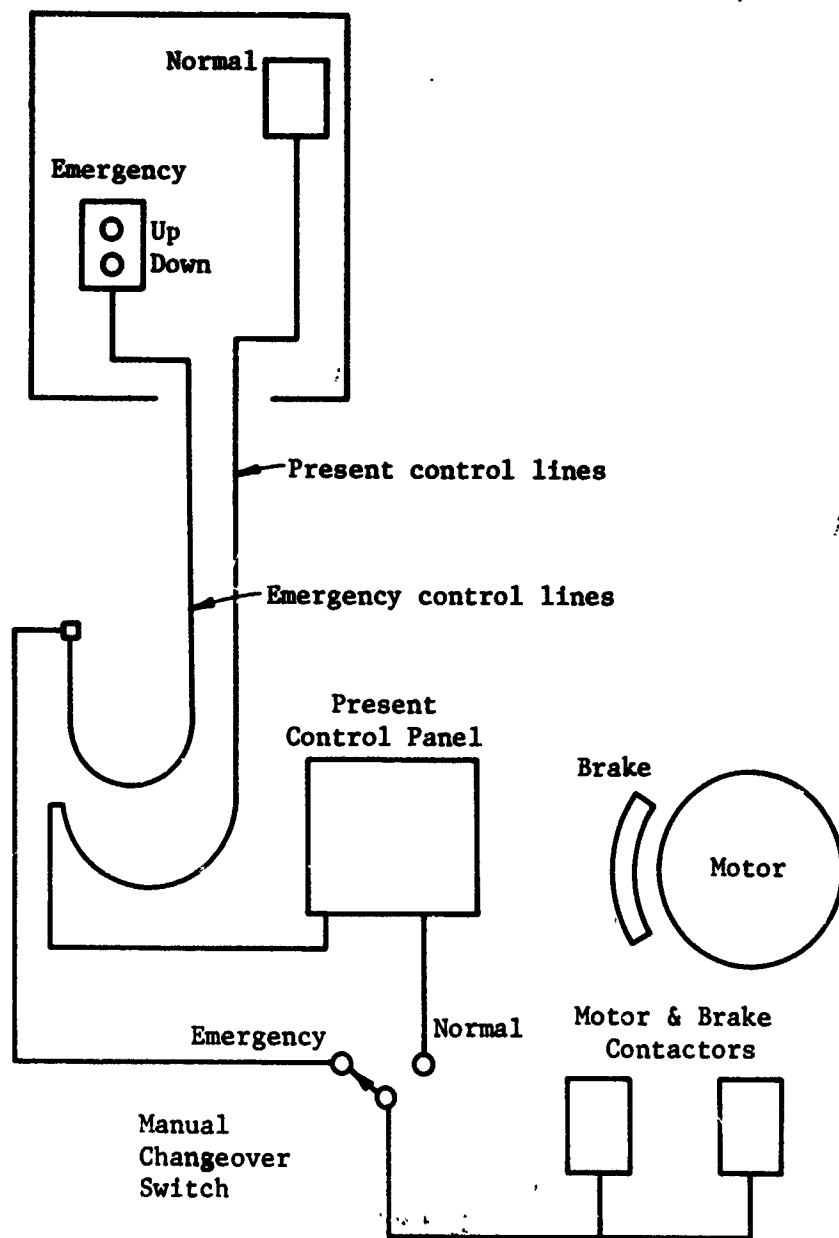 Normal
Emergency
Up
Down
Present control lines
Emergency control lines
Present
Control Panel
Brake
Motor
Emergency
Normal
Motor & Brake
Contactors
Manual
Changeover
Switch